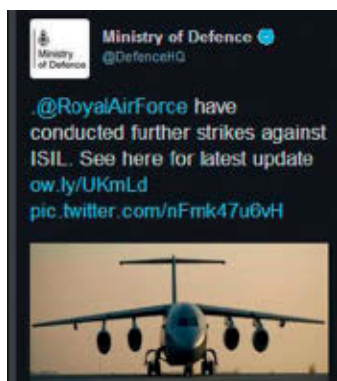 Ministry of Defence
Ministry
of Defence
@DefenceHQ
.@RoyalAirForce have
conducted further strikes against
ISIL. See here for latest update
ow.ly/UKmLd
pic.twitter.com/nFmk47u6vH